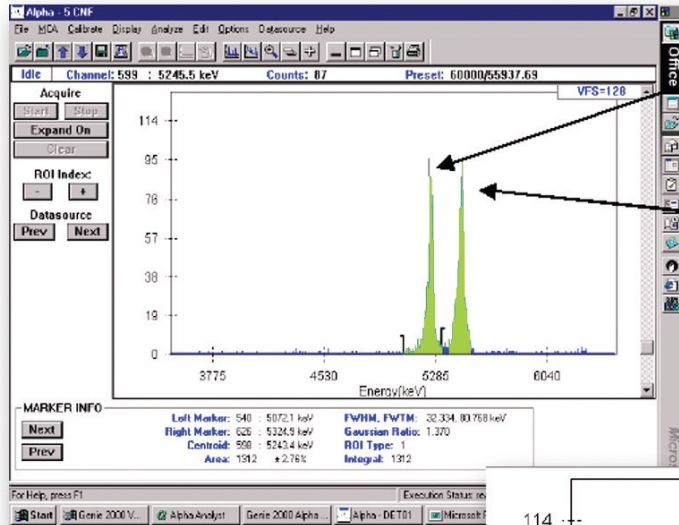 Alpha - 5 CNF
File MCA Calibrate Display Analyze Edit Options Datasource Help
Idle Channel: 599 : 5245.5 keV Counts: 87 Preset: 60000/55937.69
Acquire
Start Stop
Expand On
Clear
ROI Index:
- +
Datasource
Prev Next
VFS=128
114
95
76
57
38
19
0
3775 4530 5285 6040
Energy(keV)
MARKER INFO
Next
Prev
Left Marker: 540 : 5072.1 keV
Right Marker: 626 : 5324.9 keV
Centroid: 598 : 5243.4 keV
Area: 1312 ±2.76%
FWHM, FWTM: 32.334, 80.768 keV
Gaussian Ratio: 1.370
ROI Type: 1
Integral: 1312
For Help, press F1
Execution Status:
Start Genie 2000 V... Alpha Analyst Genie 2000 Alpha... Alpha - DET01 Microsoft
Office
Micros
114